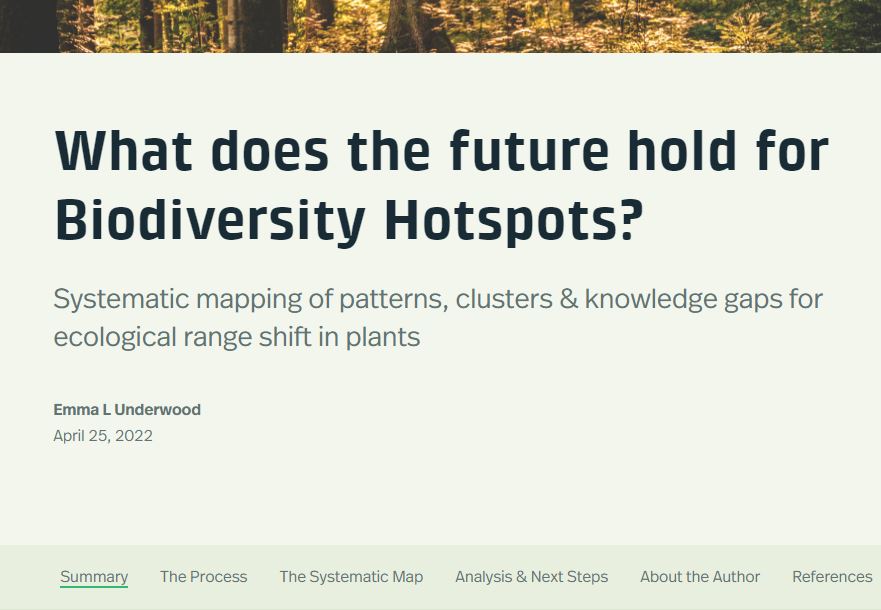 What does the future hold for
Biodiversity Hotspots?
Systematic mapping of patterns, clusters & knowledge gaps for
ecological range shift in plants
Emma L Underwood
April 25, 2022
Summary The Process The Systematic Map Analysis & Next Steps About the Author References